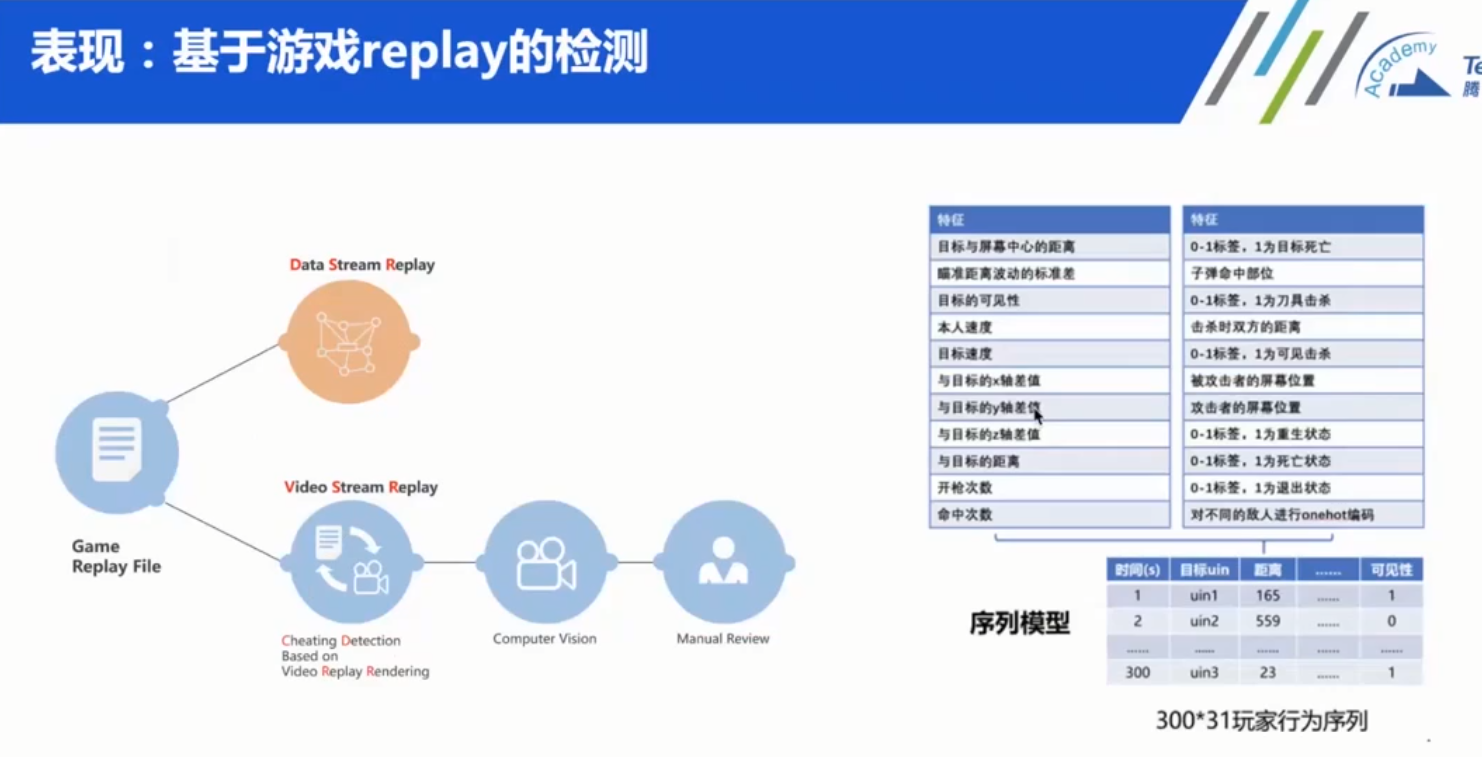 表现：基于游戏replay的检测
Academy
Te
腾
Data Stream Replay
Game
Replay File
Video Stream Replay
Cheating Detection
Based on
Video Replay Rendering
Computer Vision
Manual Review
特征
目标与屏幕中心的距离
瞄准距离波动的标准差
目标的可见性
本人速度
目标速度
与目标的x轴差值
与目标的y轴差值
与目标的z轴差值
与目标的距离
开枪次数
命中次数
特征
0-1标签，1为目标死亡
子弹命中部位
0-1标签，1为刀具击杀
击杀时双方的距离
0-1标签，1为可见击杀
被攻击者的屏幕位置
攻击者的屏幕位置
0-1标签，1为重生状态
0-1标签，1为死亡状态
0-1标签，1为退出状态
对不同的敌人进行onehot编码
序列模型
时间(s) 目标uin 距离 …… 可见性
1 uin1 165 …… 1
2 uin2 559 …… 0
…… …… …… …… ……
300 uin3 23 …… 1
300*31玩家行为序列